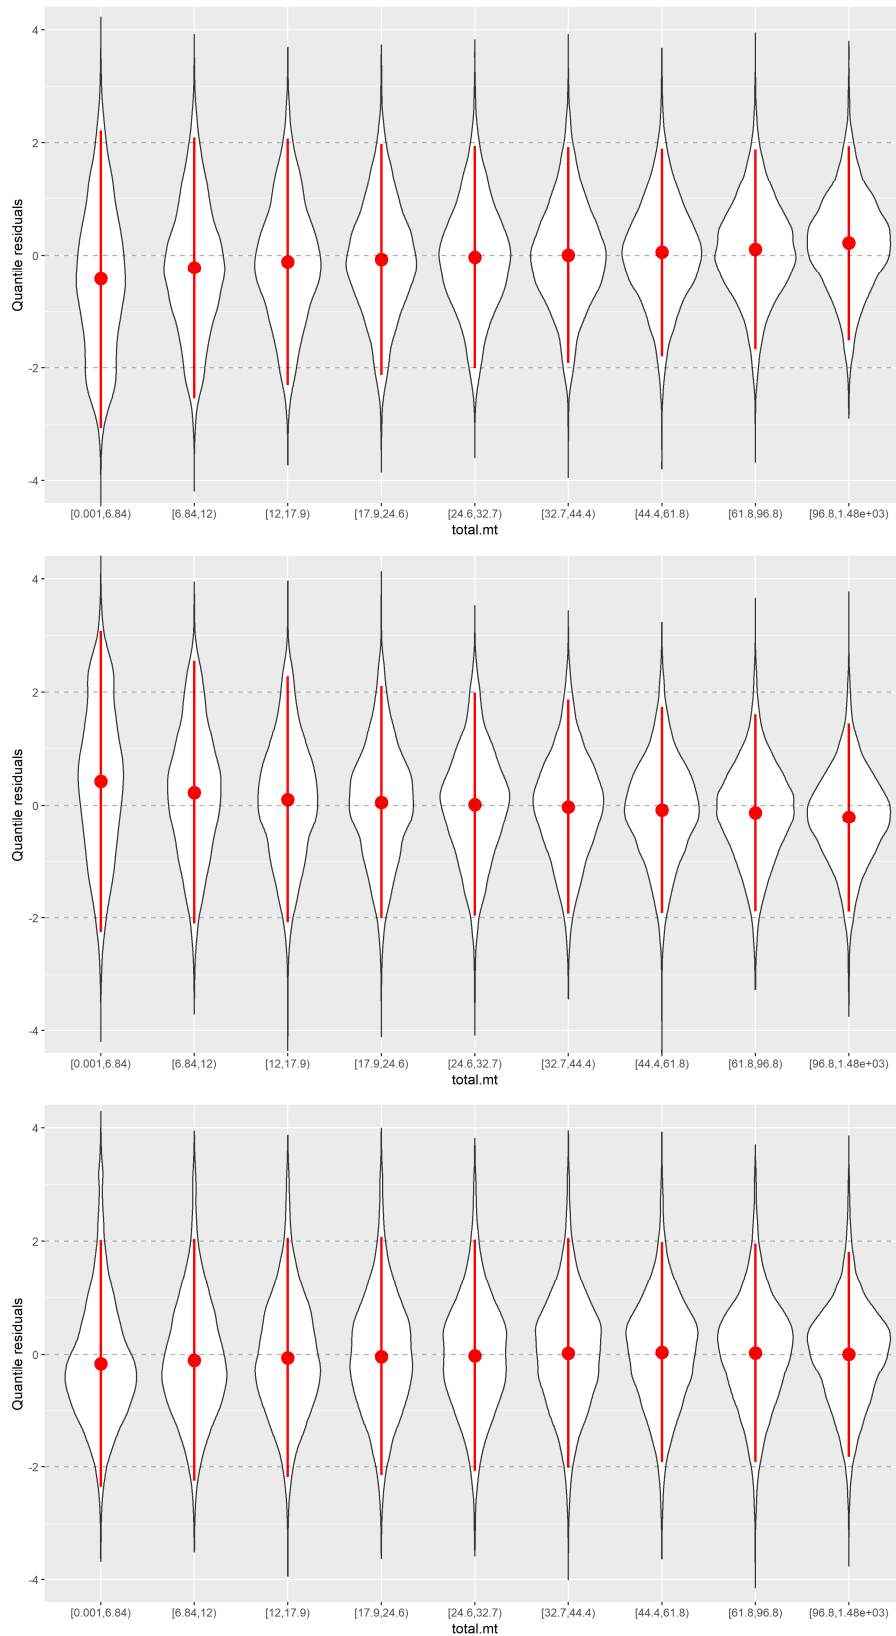 4
2
0
-2
-4
Quantile residuals
[0.001,6.84) [6.84,12) [12,17.9) [17.9,24.6) [24.6,32.7) [32.7,44.4) [44.4,61.8) [61.8,96.8) [96.8,1.48e+03)
total.mt
4
2
0
-2
-4
Quantile residuals
[0.001,6.84) [6.84,12) [12,17.9) [17.9,24.6) [24.6,32.7) [32.7,44.4) [44.4,61.8) [61.8,96.8) [96.8,1.48e+03)
total.mt
4
2
0
-2
-4
Quantile residuals
[0.001,6.84) [6.84,12) [12,17.9) [17.9,24.6) [24.6,32.7) [32.7,44.4) [44.4,61.8) [61.8,96.8) [96.8,1.48e+03)
total.mt